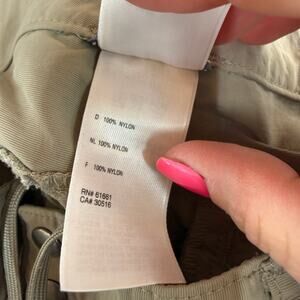 D 100% NYLON
NL 100% NYLON
F 100% NYLON
RN# 61661
CA# 30516